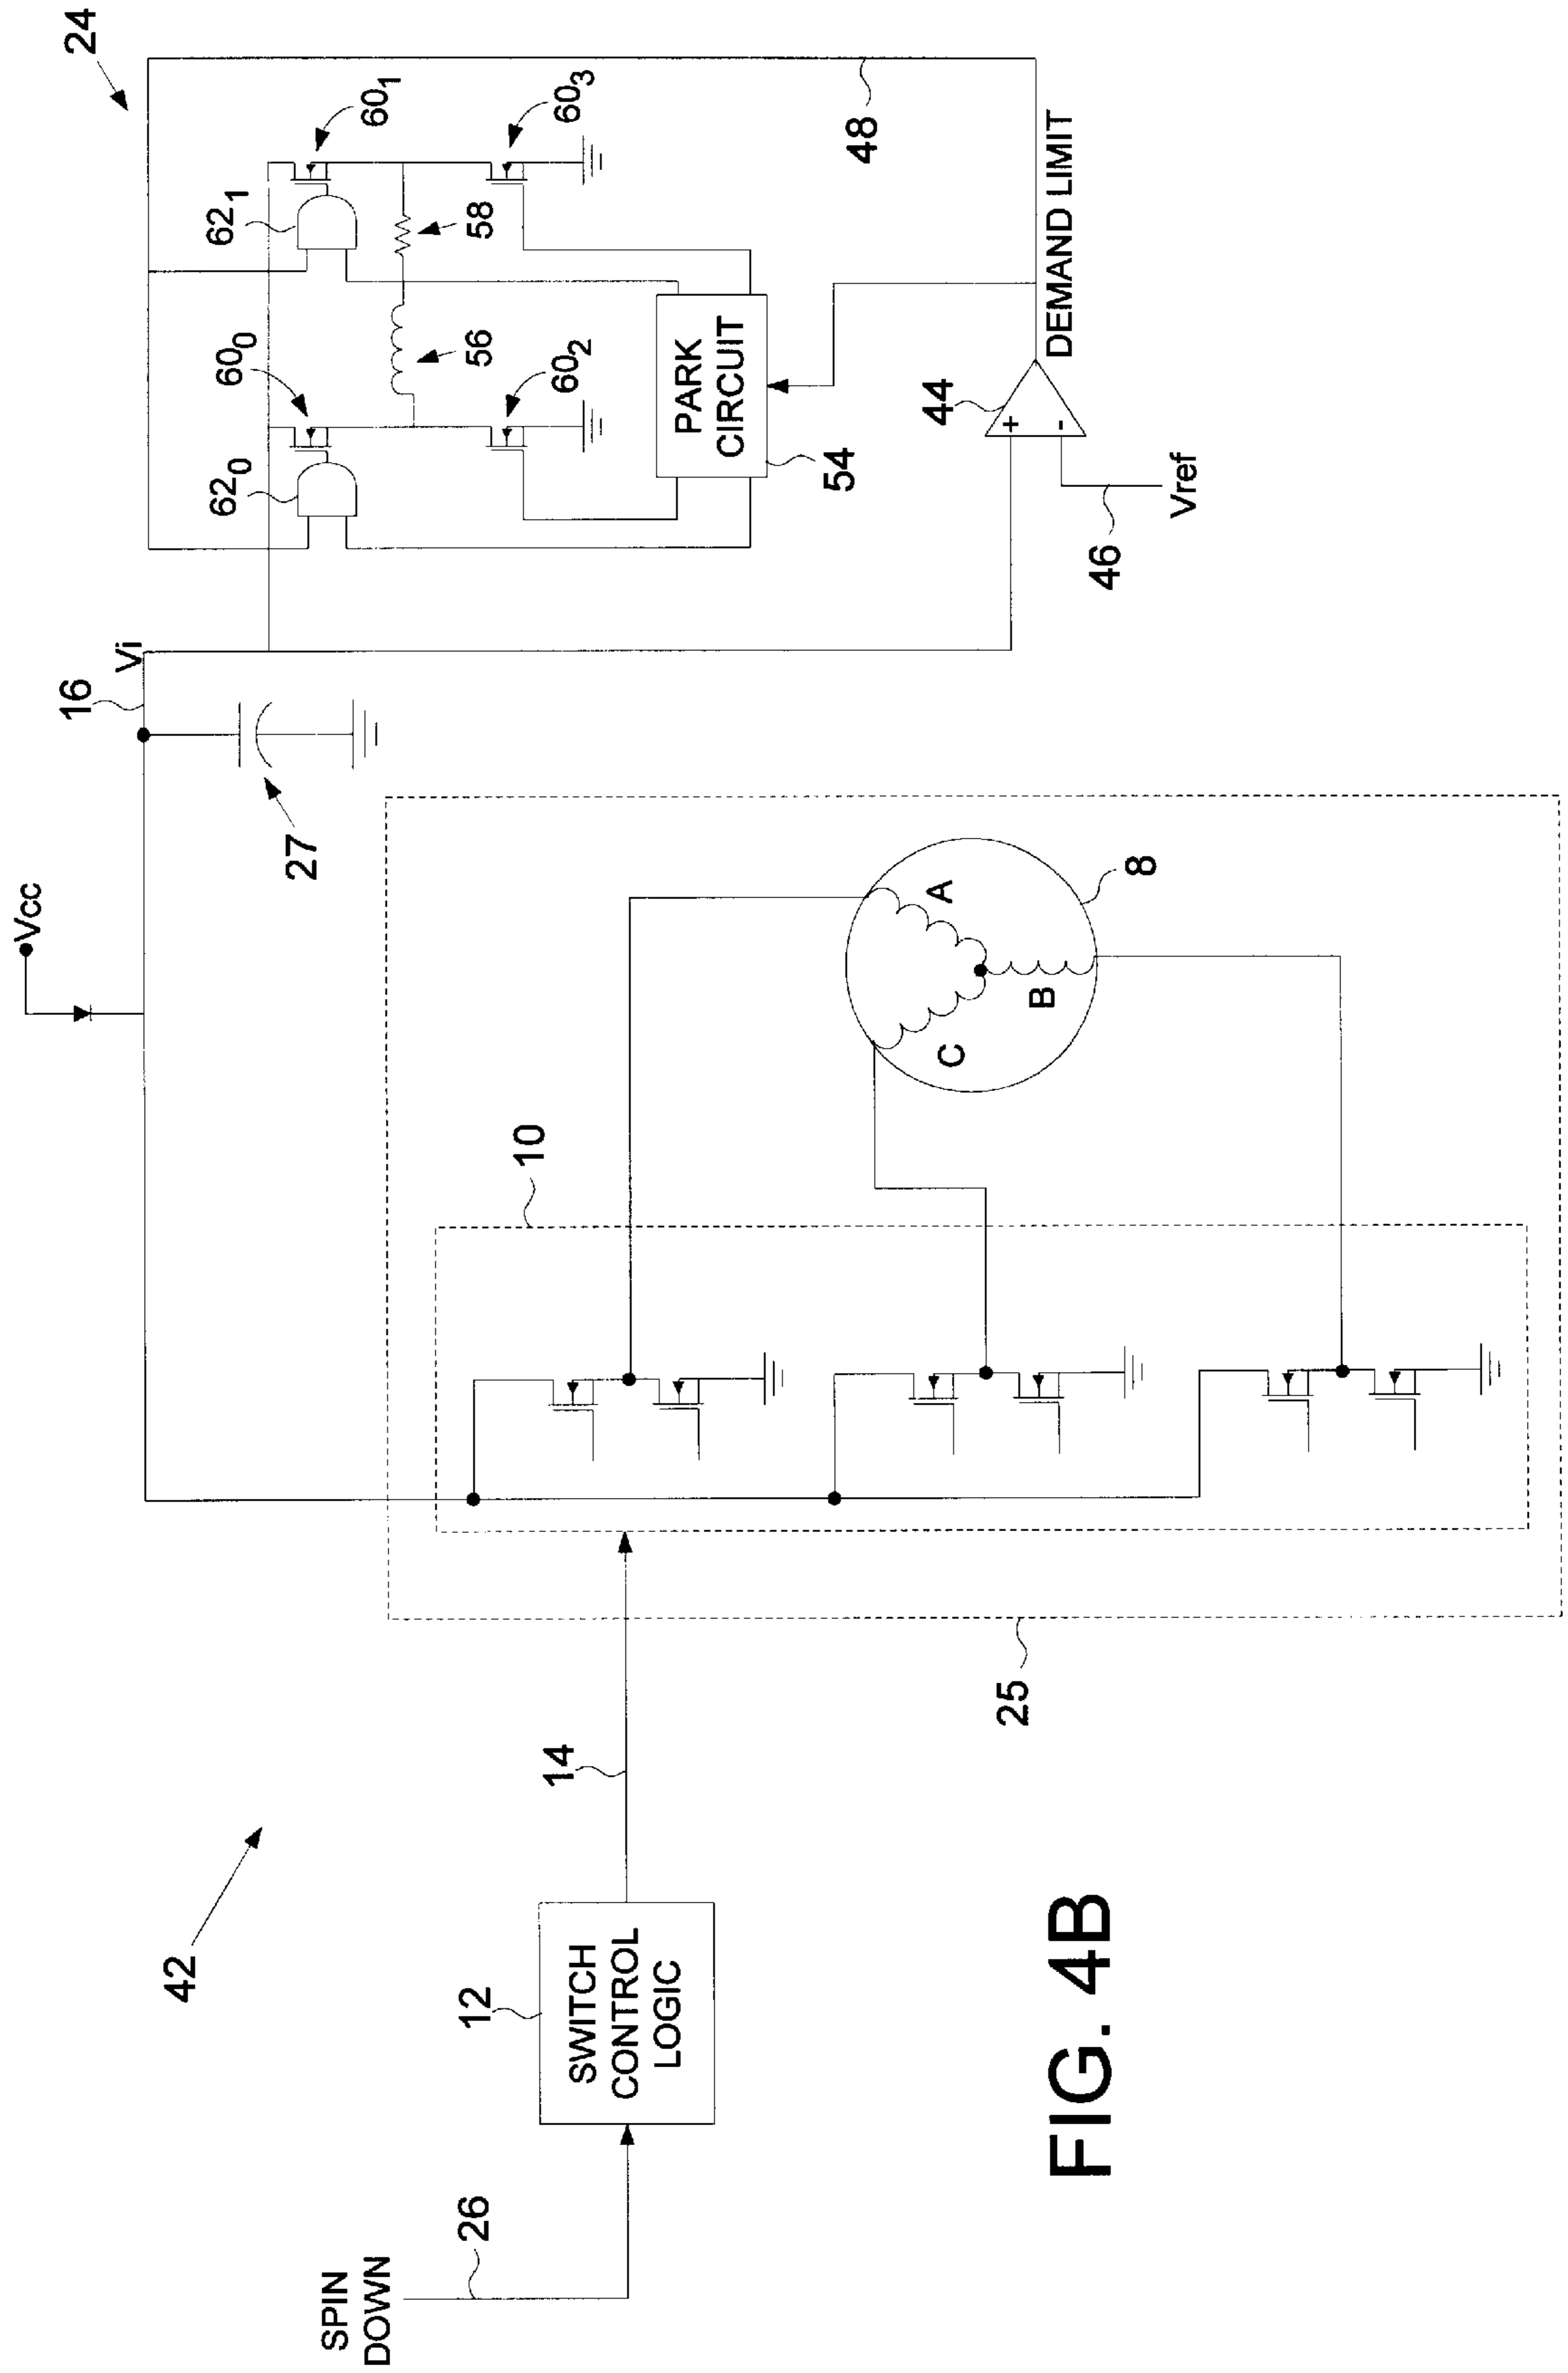 Vcc
16
Vi
24
27
62₀
60₀
62₁
60₁
56
58
60₂
60₃
PARK
CIRCUIT
54
48
44
+
-
DEMAND LIMIT
46
Vref
42
SPIN
DOWN
26
12
SWITCH
CONTROL
LOGIC
14
10
25
A
B
C
8
FIG. 4B